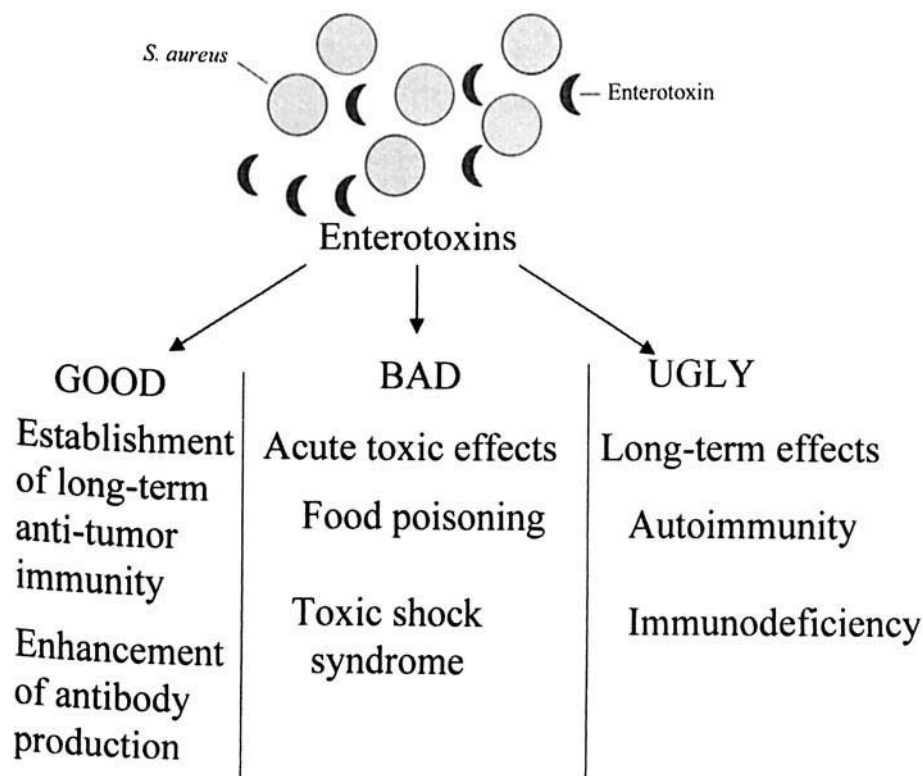 S. aureus
Enterotoxin
Enterotoxins
GOOD
Establishment
of long-term
anti-tumor
immunity
Enhancement
of antibody
production
BAD
Acute toxic effects
Food poisoning
Toxic shock
syndrome
UGLY
Long-term effects
Autoimmunity
Immunodeficiency